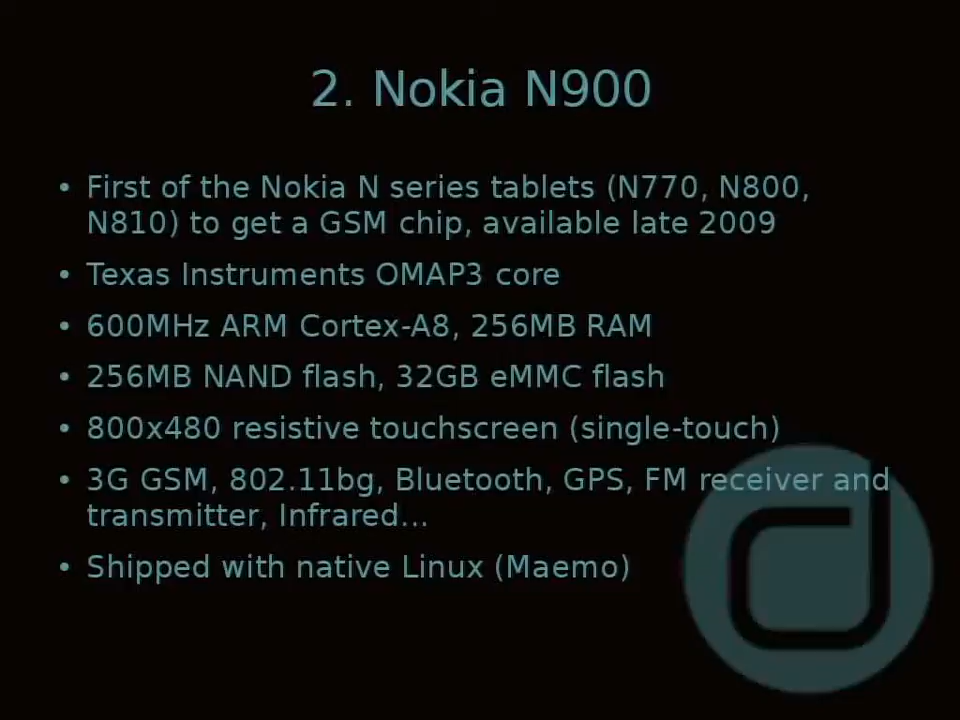 2. Nokia N900
• First of the Nokia N series tablets (N770, N800,
N810) to get a GSM chip, available late 2009
• Texas Instruments OMAP3 core
• 600MHz ARM Cortex-A8, 256MB RAM
• 256MB NAND flash, 32GB eMMC flash
• 800x480 resistive touchscreen (single-touch)
• 3G GSM, 802.11bg, Bluetooth, GPS, FM receiver and
transmitter, Infrared...
• Shipped with native Linux (Maemo)